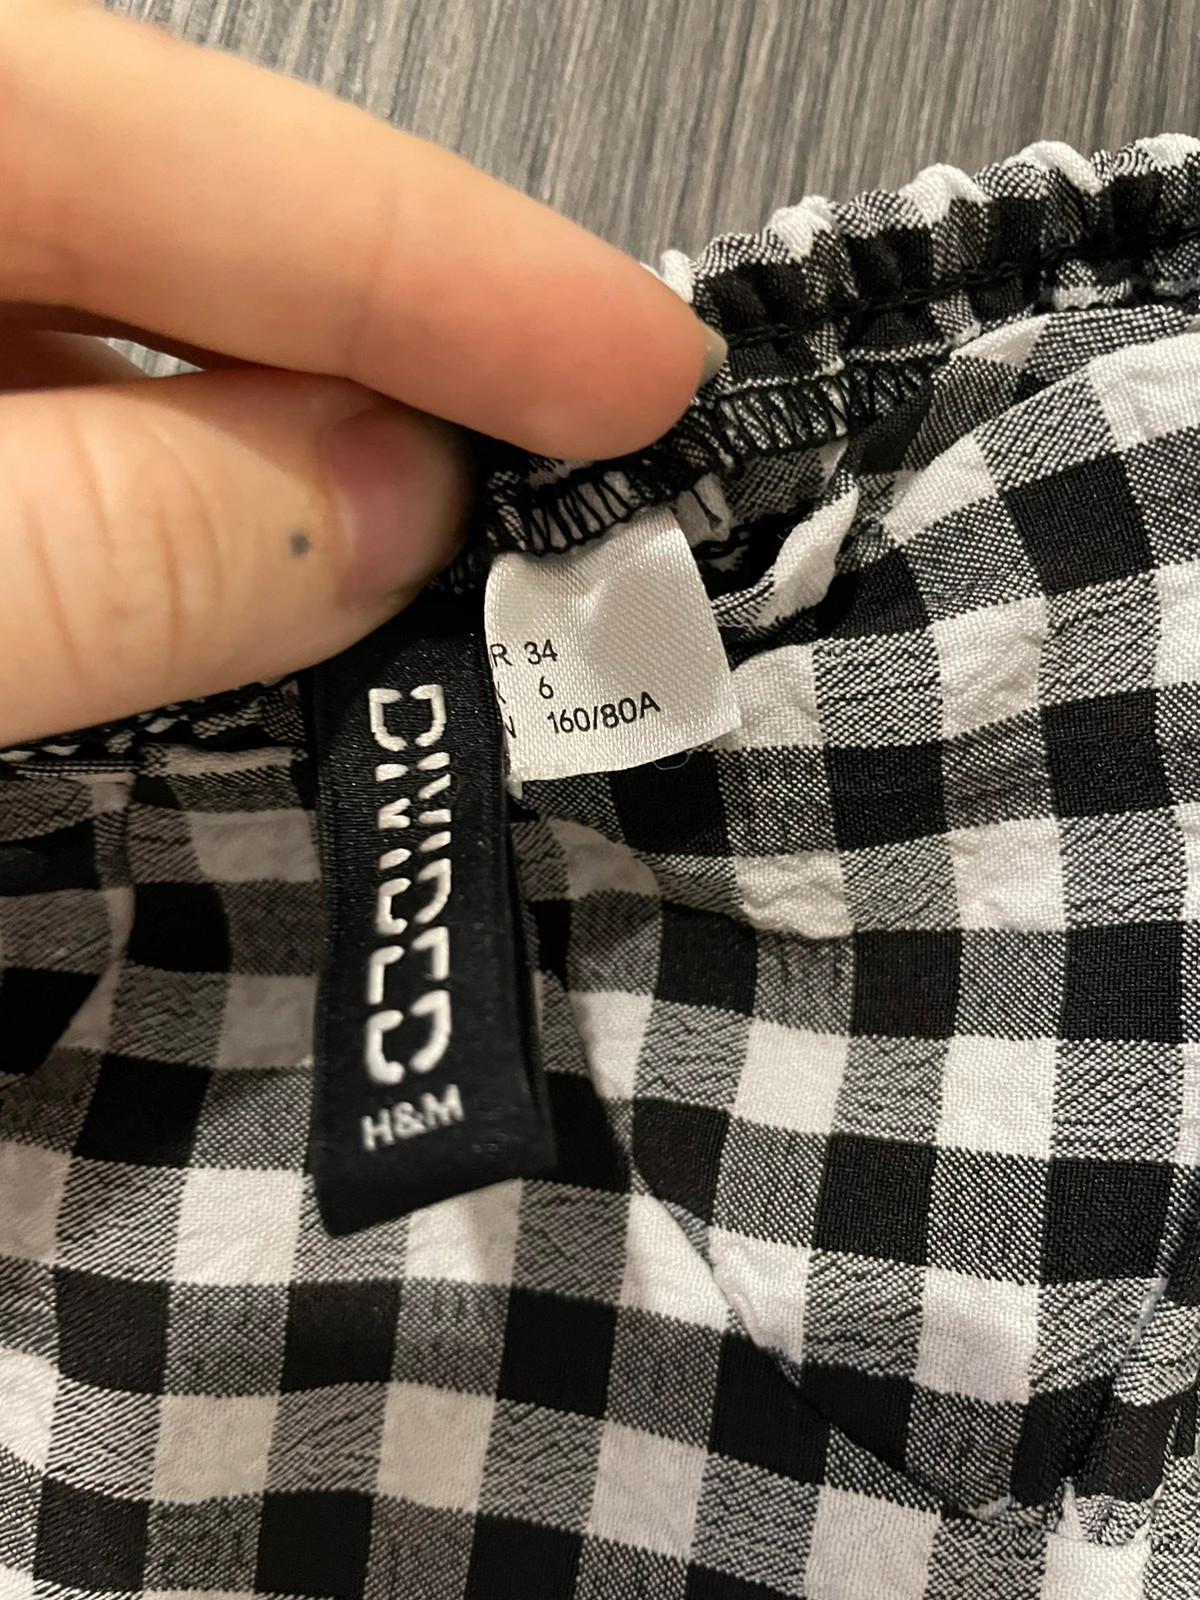 R 34
6
N 160/80A
DIVIDED
H&M